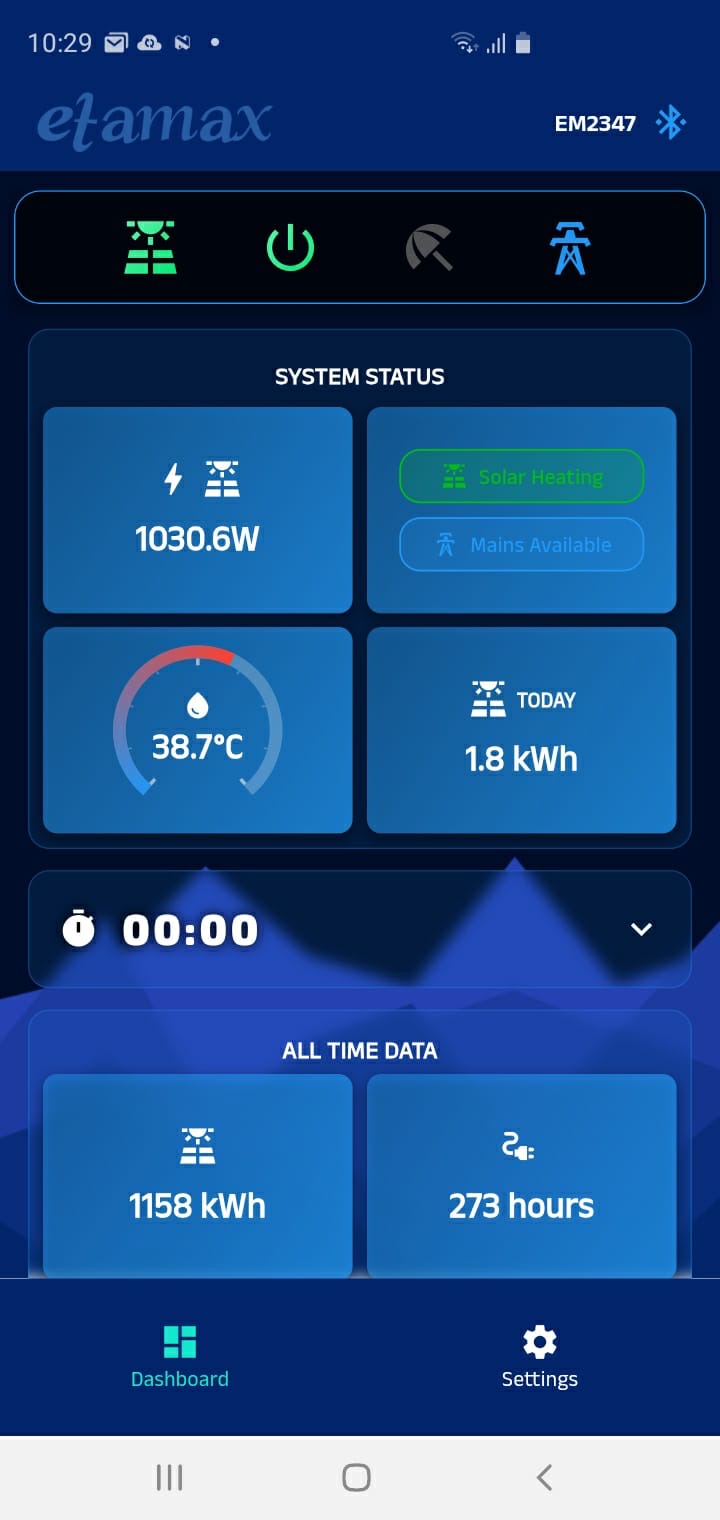 10:29
etamax
EM2347
SYSTEM STATUS
1030.6W
Solar Heating
Mains Available
38.7°C
TODAY
1.8 kWh
00:00
ALL TIME DATA
1158 kWh
273 hours
Dashboard
Settings